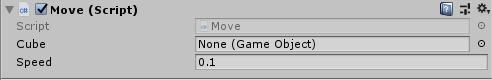 Move (Script)
Script Move
Cube None (Game Object)
Speed 0.1